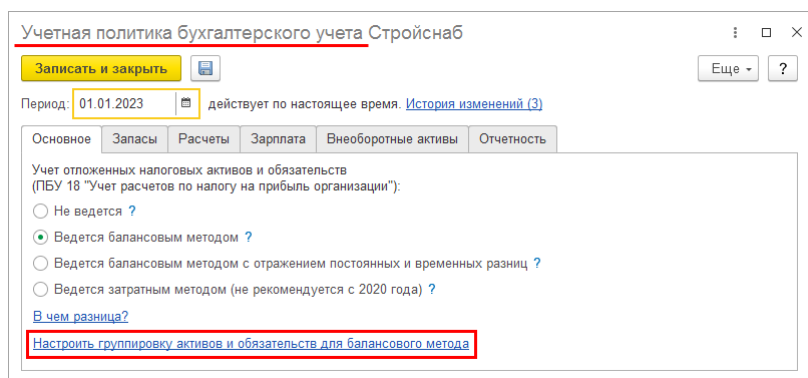 Учетная политика бухгалтерского учета Стройснаб
Записать и закрыть
Еще
?
Период: 01.01.2023 действует по настоящее время. История изменений (3)
Основное Запасы Расчеты Зарплата Внеоборотные активы Отчетность
Учет отложенных налоговых активов и обязательств
(ПБУ 18 "Учет расчетов по налогу на прибыль организации"):
Не ведется ?
Ведется балансовым методом ?
Ведется балансовым методом с отражением постоянных и временных разниц ?
Ведется затратным методом (не рекомендуется с 2020 года) ?
В чем разница?
Настроить группировку активов и обязательств для балансового метода